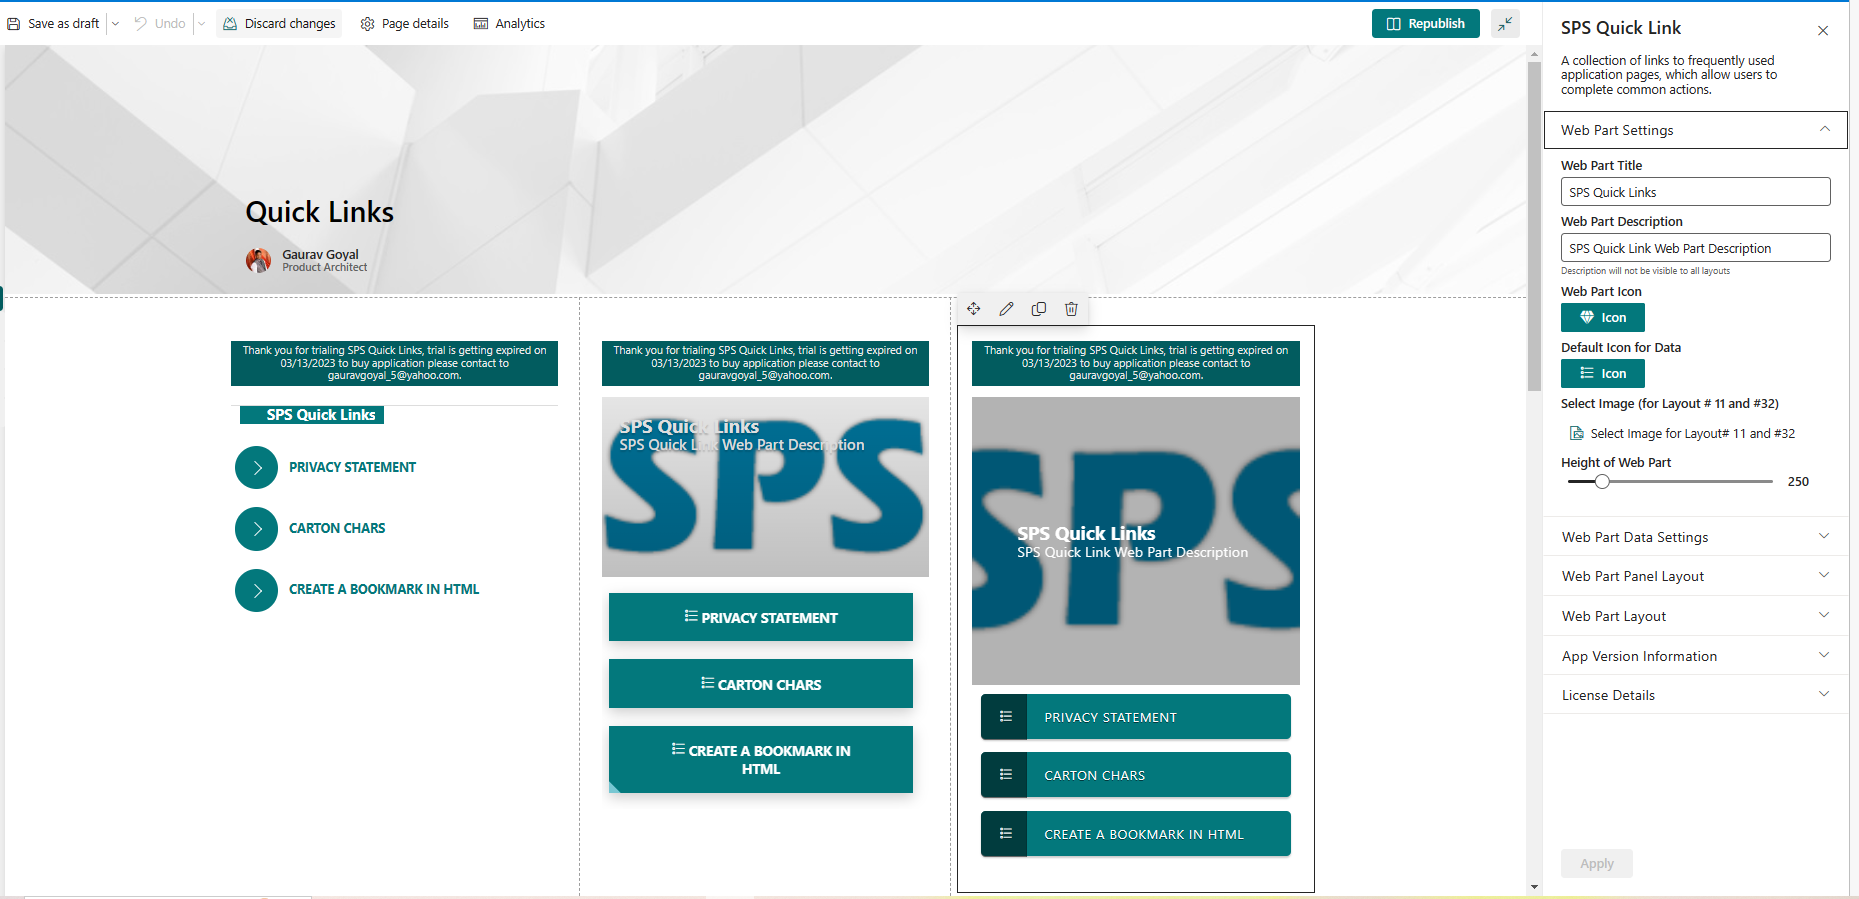 Save as draft
Undo
Discard changes
Page details
Analytics
Republish
Quick Links
Gaurav Goyal
Product Architect
Thank you for trialing SPS Quick Links, trial is getting expired on
03/13/2023 to buy application please contact to
gauravgoyal_5@yahoo.com.
SPS Quick Links
PRIVACY STATEMENT
CARTON CHARS
CREATE A BOOKMARK IN HTML
Thank you for trialing SPS Quick Links, trial is getting expired on
03/13/2023 to buy application please contact to
gauravgoyal_5@yahoo.com.
SPS
SPS Quick Links
SPS Quick Link Web Part Description
PRIVACY STATEMENT
CARTON CHARS
CREATE A BOOKMARK IN
HTML
Thank you for trialing SPS Quick Links, trial is getting expired on
03/13/2023 to buy application please contact to
gauravgoyal_5@yahoo.com.
SPS
SPS Quick Links
SPS Quick Link Web Part Description
PRIVACY STATEMENT
CARTON CHARS
CREATE A BOOKMARK IN HTML
SPS Quick Link
A collection of links to frequently used
application pages, which allow users to
complete common actions.
Web Part Settings
Web Part Title
SPS Quick Links
Web Part Description
SPS Quick Link Web Part Description
Description will not be visible to all layouts
Web Part Icon
Icon
Default Icon for Data
Icon
Select Image (for Layout # 11 and #32)
Select Image for Layout# 11 and #32
Height of Web Part
250
Web Part Data Settings
Web Part Panel Layout
Web Part Layout
App Version Information
License Details
Apply